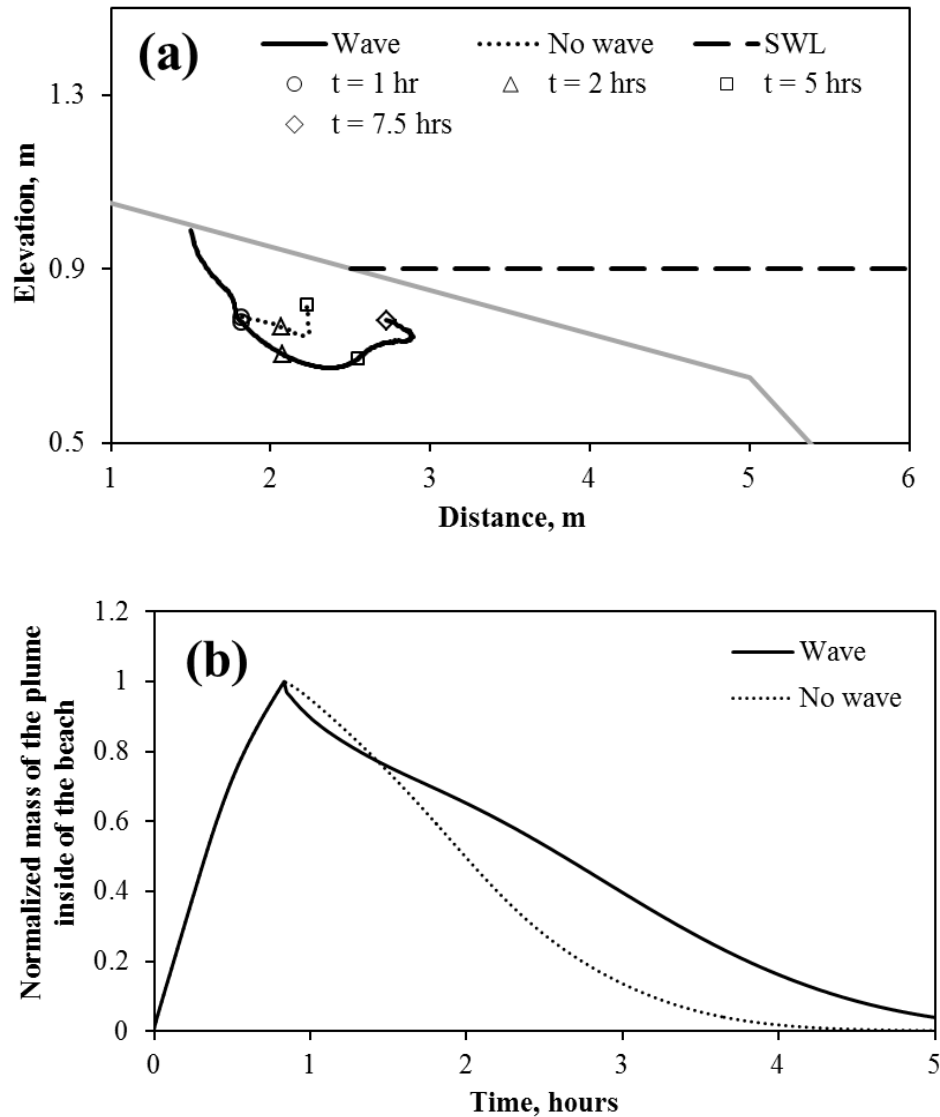 (a)
Wave No wave SWL
t = 1 hr t = 2 hrs t = 5 hrs
t = 7.5 hrs
Elevation, m
1.3
0.9
0.5
1 2 3 4 5 6
Distance, m
(b)
Wave
No wave
Normalized mass of the plume
inside of the beach
1.2
1
0.8
0.6
0.4
0.2
0
0 1 2 3 4 5
Time, hours